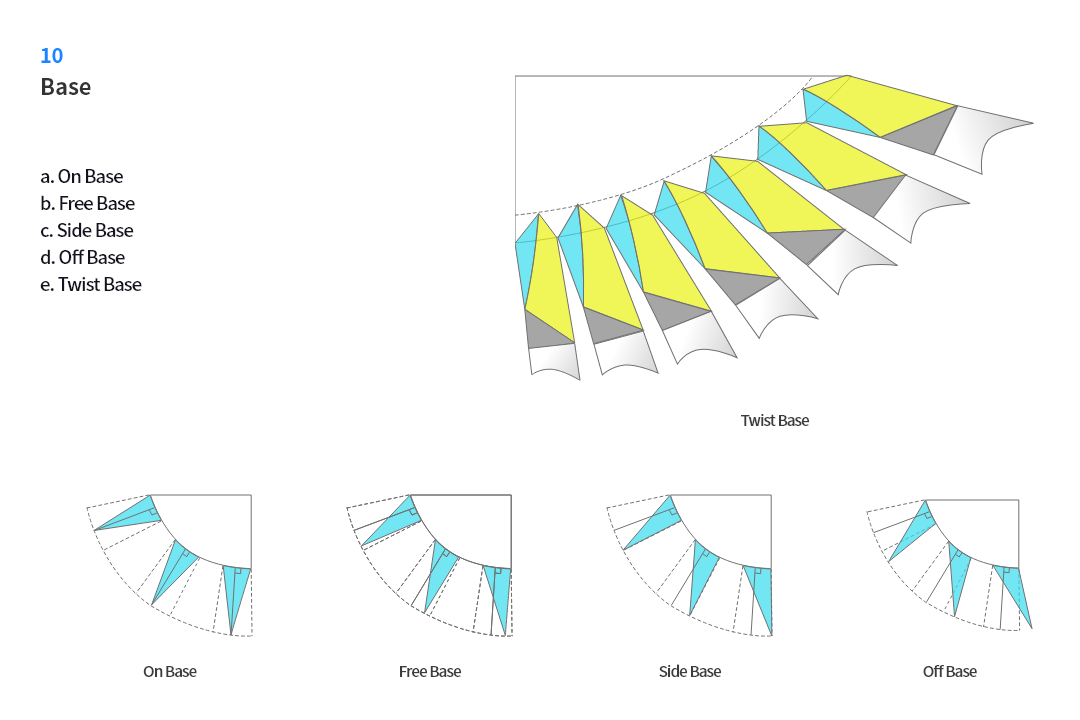 10
Base
a. On Base
b. Free Base
c. Side Base
d. Off Base
e. Twist Base
Twist Base
On Base
Free Base
Side Base
Off Base